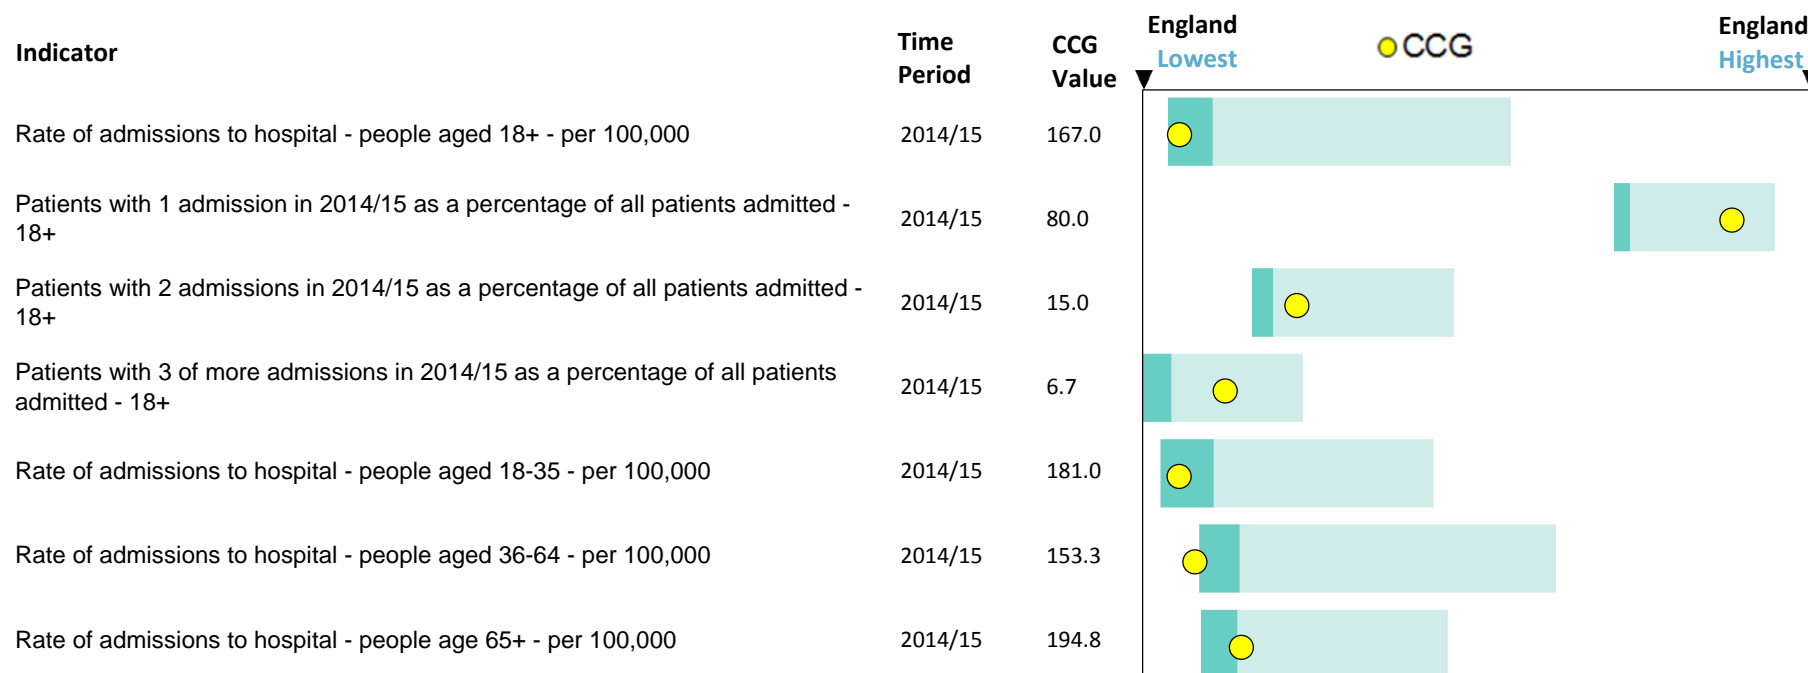 Indicator
Time Period
CCG Value
England Lowest
CCG
England Highest
Rate of admissions to hospital - people aged 18+ - per 100,000 2014/15 167.0
Patients with 1 admission in 2014/15 as a percentage of all patients admitted -
18+
2014/15 80.0
Patients with 2 admissions in 2014/15 as a percentage of all patients admitted -
18+
2014/15 15.0
Patients with 3 of more admissions in 2014/15 as a percentage of all patients
admitted - 18+
2014/15 6.7
Rate of admissions to hospital - people aged 18-35 - per 100,000 2014/15 181.0
Rate of admissions to hospital - people aged 36-64 - per 100,000 2014/15 153.3
Rate of admissions to hospital - people age 65+ - per 100,000 2014/15 194.8